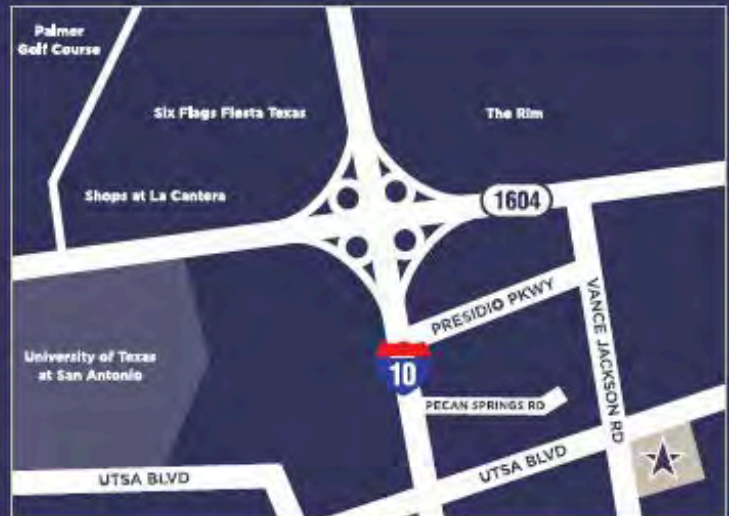 Palmer
Golf Course
Six Flags Fiesta Texas
The Rim
Shops at La Cantera
1604
PRESIDIO PKWY
VANCE JACKSON RD
University of Texas
at San Antonio
10
PECAN SPRINGS RD
UTSA BLVD
UTSA BLVD